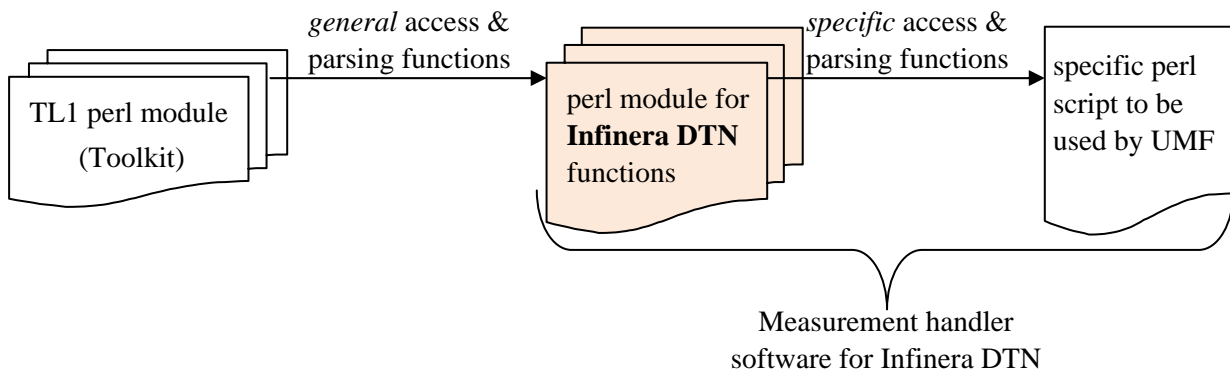 general access &
parsing functions
specific access &
parsing functions
TL1 perl module
(Toolkit)
perl module for
Infinera DTN
functions
specific perl
script to be
used by UMF
Measurement handler
software for Infinera DTN